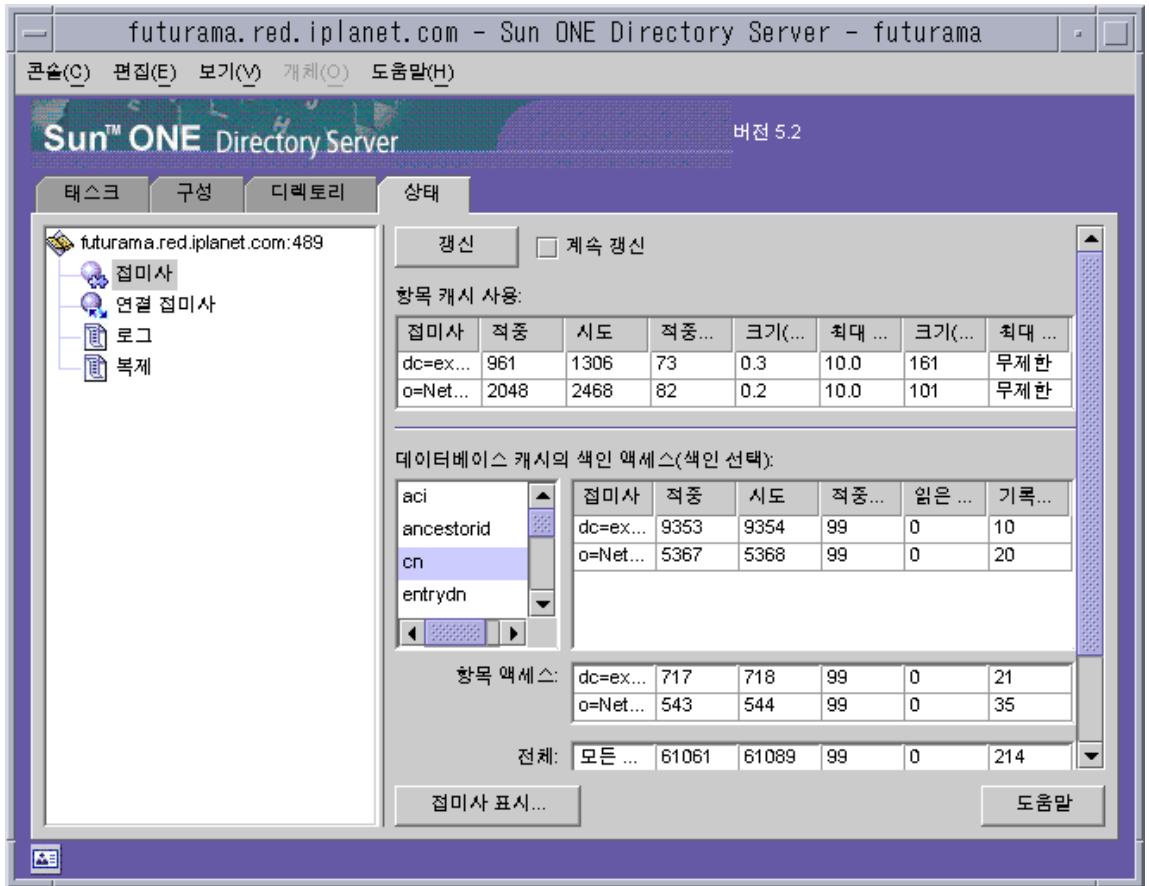 futurama.red.iplanet.com - Sun ONE Directory Server - futurama
콘솔(C) 편집(E) 보기(V) 개체(O) 도움말(H)
Sun™ ONE Directory Server
버전 5.2
태스크 구성 디렉토리 상태
futurama.red.iplanet.com:489
접미사
연결 접미사
로그
복제
갱신 계속 갱신
항목 캐시 사용:
접미사 적중 시도 적중... 크기(... 최대 ... 크기(... 최대 ...
dc=ex... 961 1306 73 0.3 10.0 161 무제한
o=Net... 2048 2468 82 0.2 10.0 101 무제한
데이터베이스 캐시의 색인 액세스(색인 선택):
aci
ancestorid
cn
entrydn
접미사 적중 시도 적중... 읽은 ... 기록...
dc=ex... 9353 9354 99 0 10
o=Net... 5367 5368 99 0 20
항목 액세스: dc=ex... 717 718 99 0 21
o=Net... 543 544 99 0 35
전체: 모든 ... 61061 61089 99 0 214
접미사 표시... 도움말